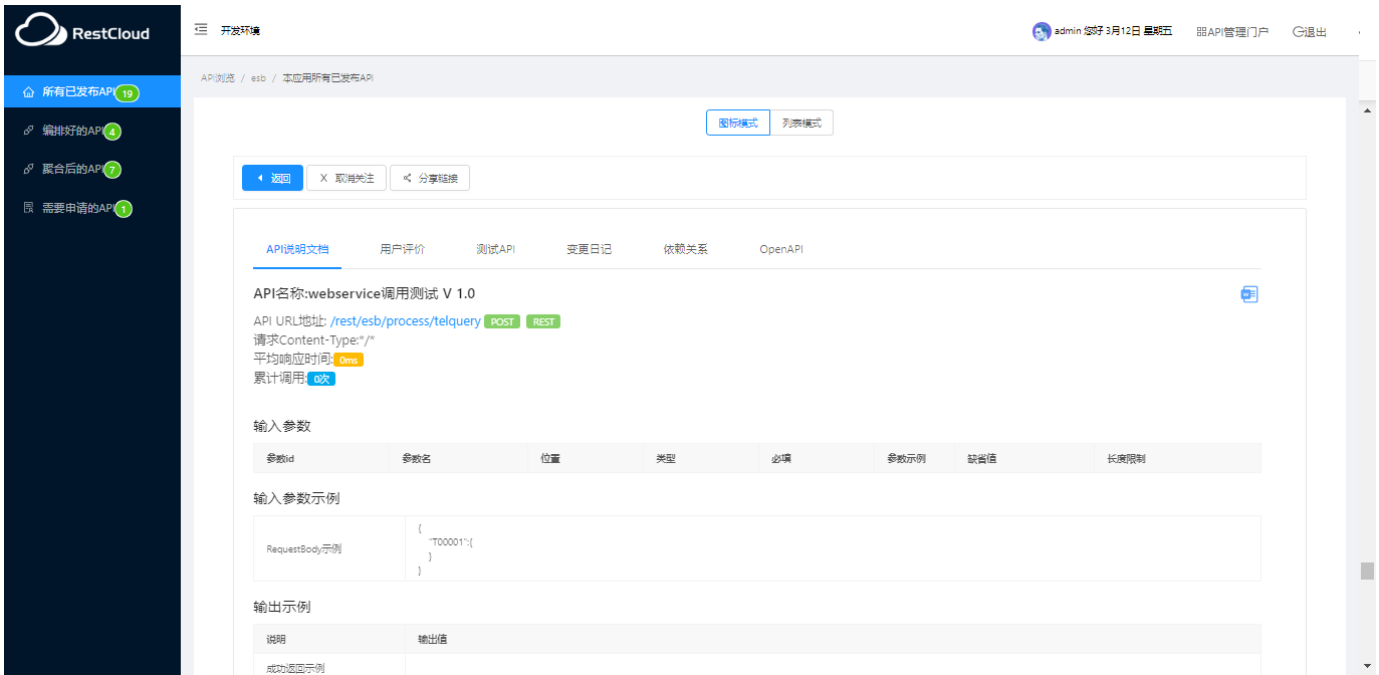 RestCloud
开发环境
admin 您好 3月12日 星期五
API管理门户
退出
所有已发布API 19
编排好的API 4
聚合后的API 7
需要申请的API 1
API浏览 / esb / 本应用所有已发布API
图标模式 列表模式
返回 X 取消关注 分享链接
API说明文档 用户评价 测试API 变更日记 依赖关系 OpenAPI
API名称:webservice调用测试 V 1.0
API URL地址: /rest/esb/process/telquery POST REST
请求Content-Type:*/*
平均响应时间: 0ms
累计调用: 0次
输入参数
参数id 参数名 位置 类型 必填 参数示例 缺省值 长度限制
输入参数示例
RequestBody示例
{
"T00001":{
}
}
输出示例
说明 输出值
成功返回示例